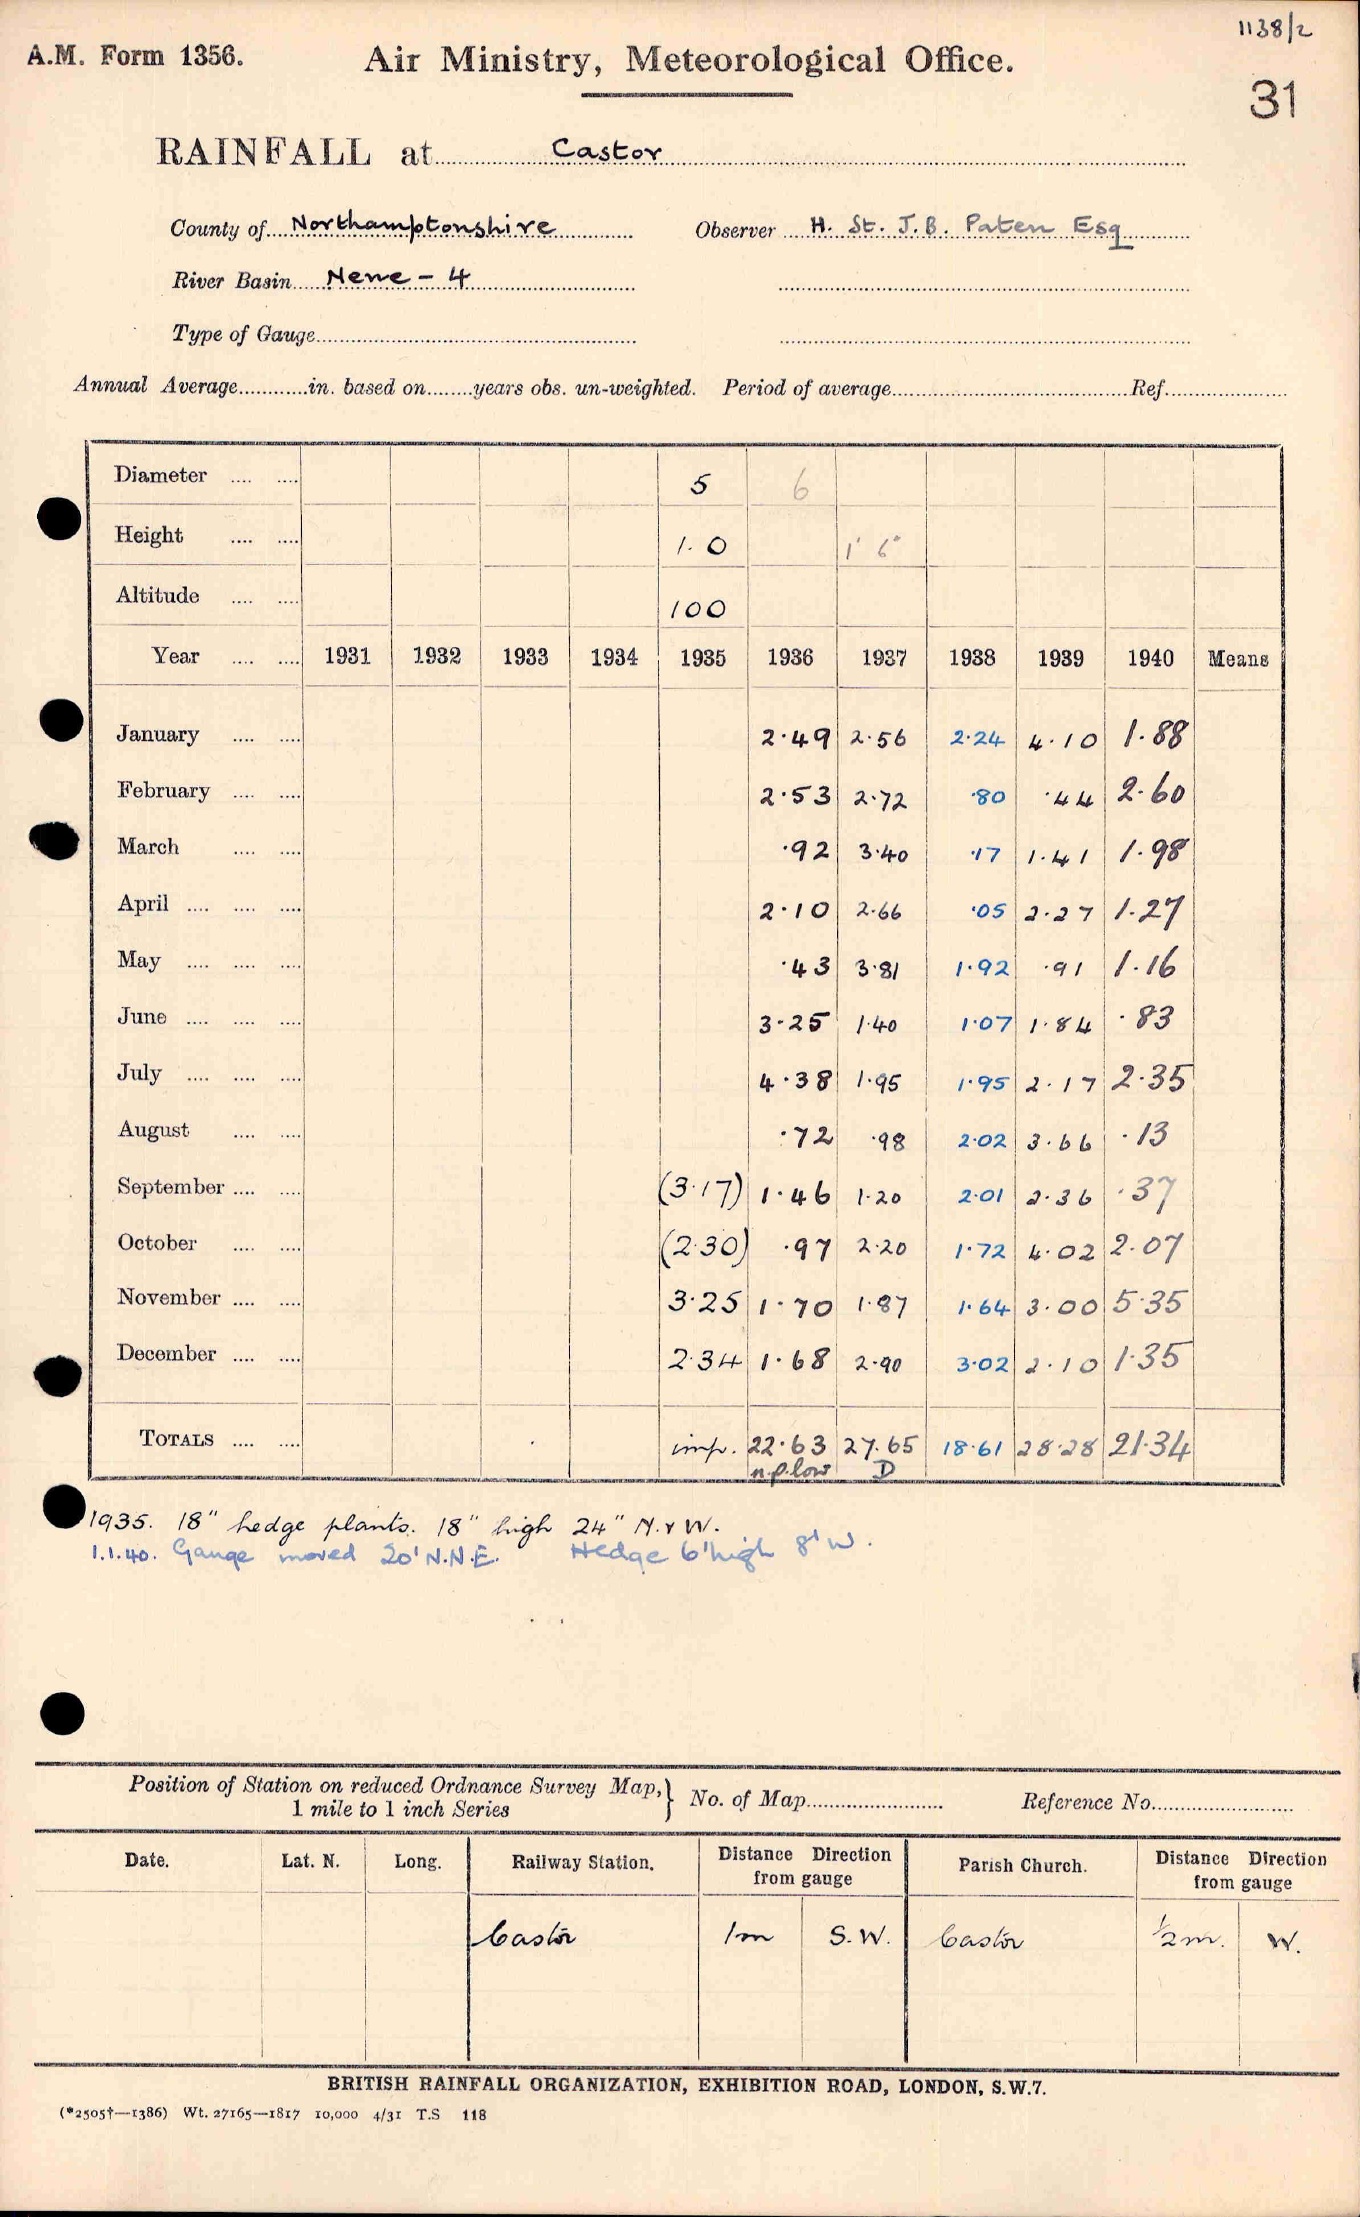 1138/2
A.M. Form 1356. Air Ministry, Meteorological Office.
31
RAINFALL at Castor
County of Northamptonshire Observer H. St. J.B. Paten Esq
River Basin Nene - 4
Type of Gauge
Annual Average in. based on years obs. un-weighted. Period of average Ref.
Diameter 5 6
Height 1.0 1' 6"
Altitude 100
Year 1931 1932 1933 1934 1935 1936 1937 1938 1939 1940 Means
January 2.49 2.56 2.24 4.10 1.88
February 2.53 2.72 .80 .44 2.60
March .92 3.40 .17 1.41 1.98
April 2.10 2.66 .05 2.27 1.27
May .43 3.81 1.92 .91 1.16
June 3.25 1.40 1.07 1.84 .83
July 4.38 1.95 1.95 2.17 2.35
August .72 .98 2.02 3.66 .13
September (3.17) 1.46 1.20 2.01 2.36 .37
October (2.30) .97 2.20 1.72 4.02 2.07
November 3.25 1.70 1.87 1.64 3.00 5.35
December 2.34 1.68 2.90 3.02 2.10 1.35
TOTALS imp. 22.63 27.65 18.61 28.28 21.34
n.p. low D
1935. 18" hedge plants. 18" high 24" N. & W.
1.1.40. Gauge moved 20' N.N.E. Hedge 6' high 8' W.
Position of Station on reduced Ordnance Survey Map,} No. of Map Reference No.
1 mile to 1 inch Series
Date. Lat. N. Long. Railway Station. Distance Direction from gauge Parish Church. Distance Direction from gauge
Castor 1m S.W. Castor ½m. W.
BRITISH RAINFALL ORGANIZATION, EXHIBITION ROAD, LONDON, S.W.7.
(*2505†—1386) Wt. 27165—1817 10,000 4/31 T.S 118